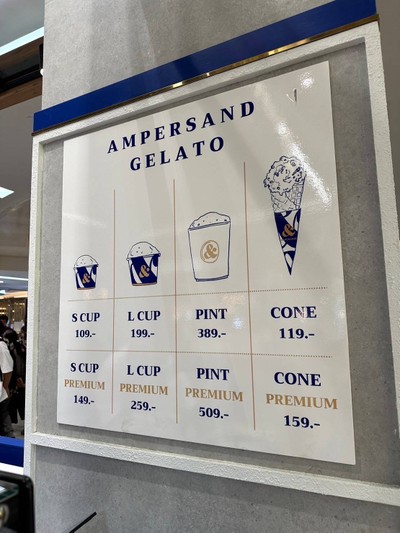 AMPERSAND
GELATO
&
&
&
&
S CUP
109.-
L CUP
199.-
PINT
389.-
CONE
119.-
S CUP
PREMIUM
149.-
L CUP
PREMIUM
259.-
PINT
PREMIUM
509.-
CONE
PREMIUM
159.-